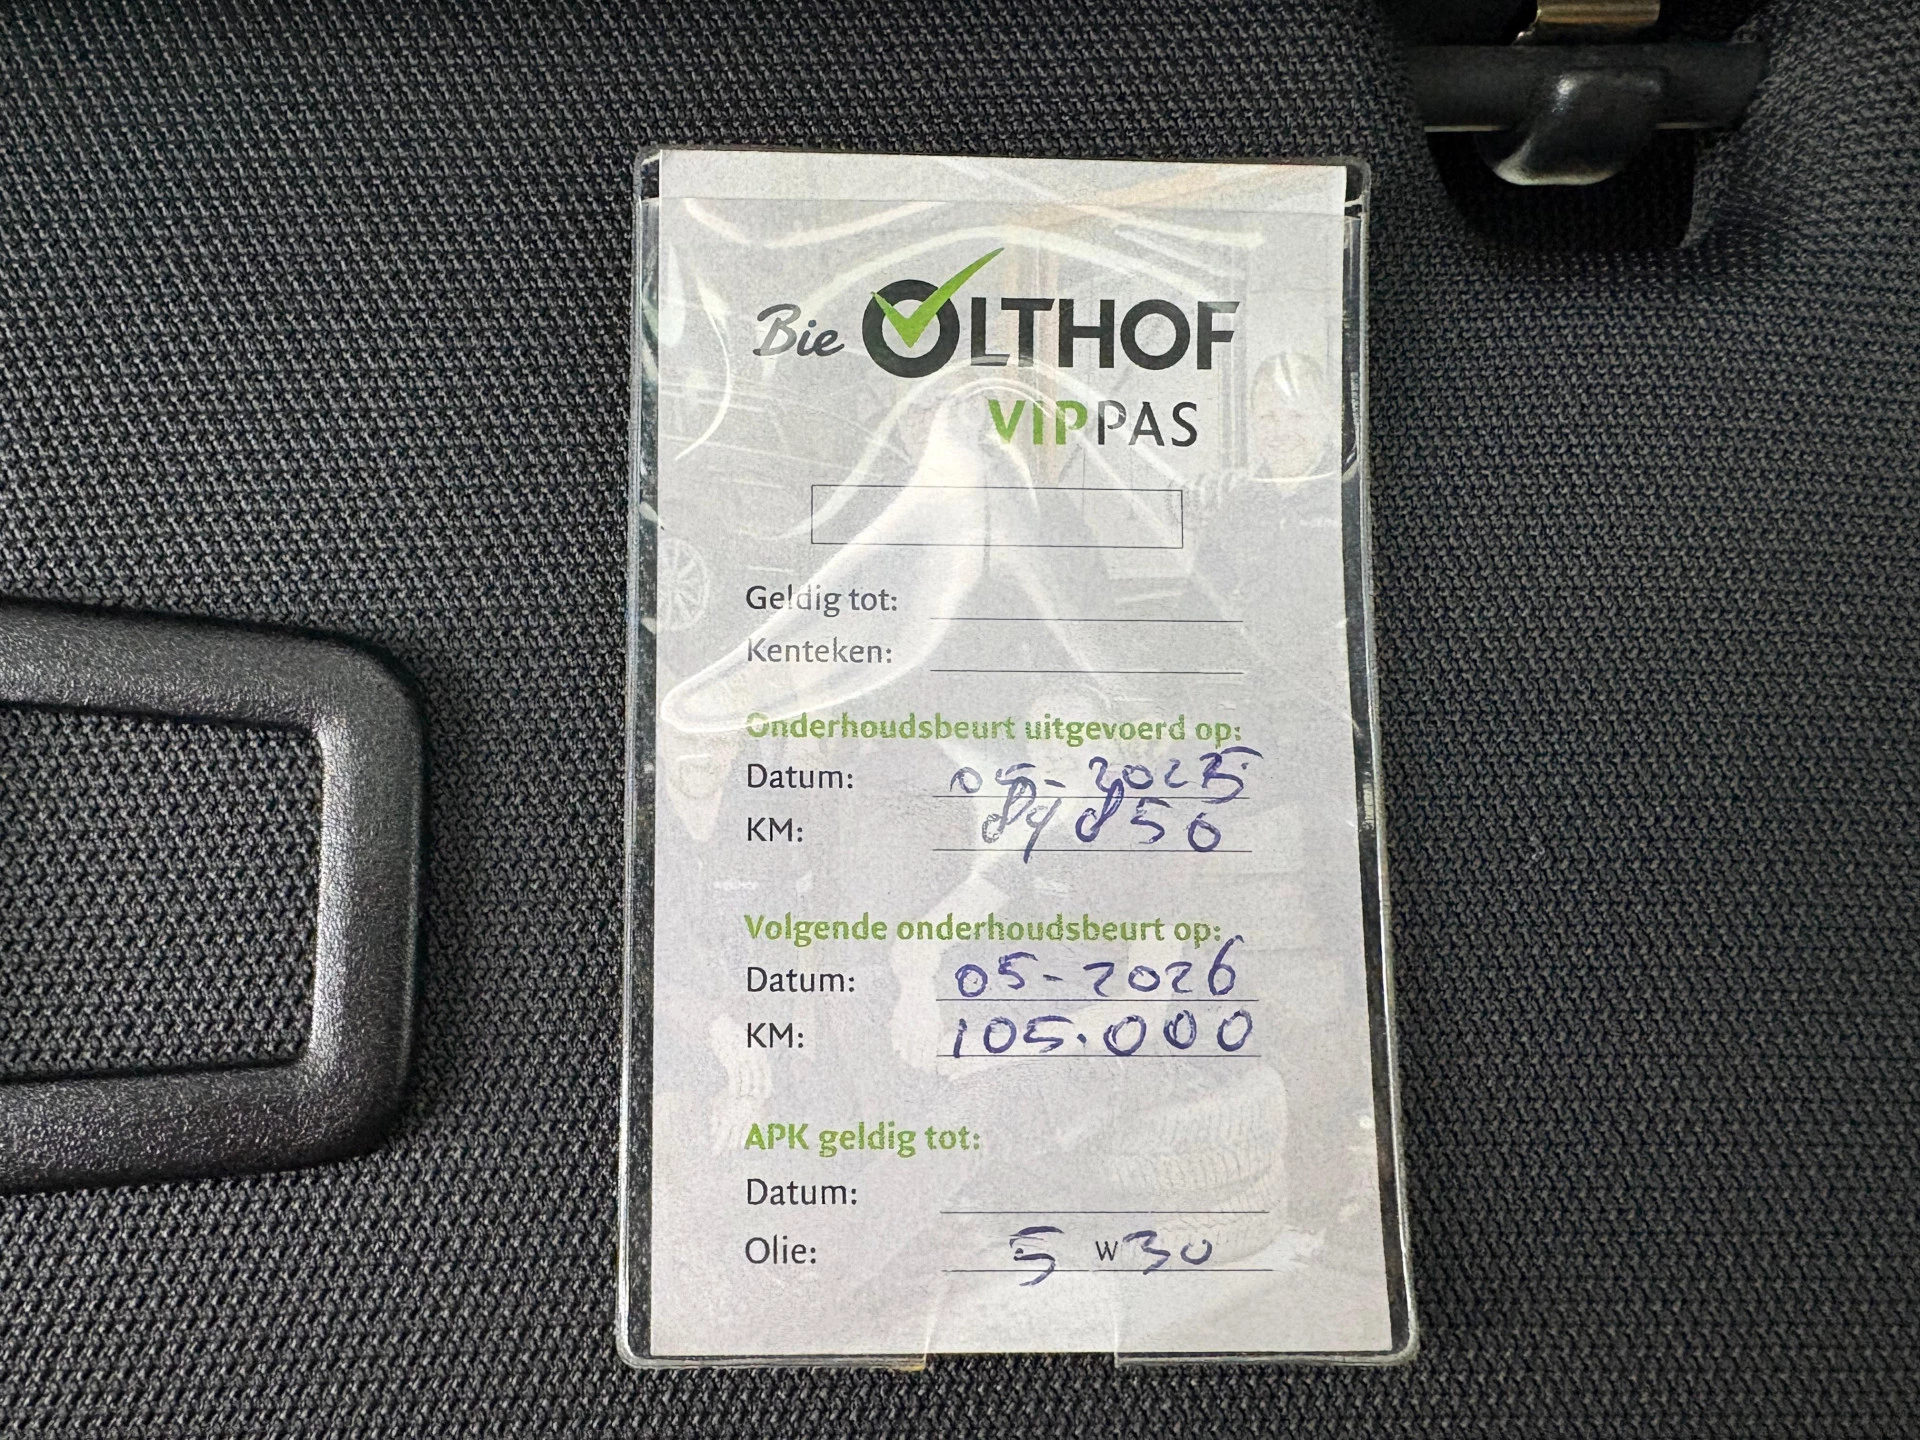 Bie OLTHOF
VIPPAS
Geldig tot:
Kenteken:
Onderhoudsbeurt uitgevoerd op:
Datum: 05-2025
KM: 84850
Volgende onderhoudsbeurt op:
Datum: 05-2026
KM: 105.000
APK geldig tot:
Datum:
Olie: 5 W 30